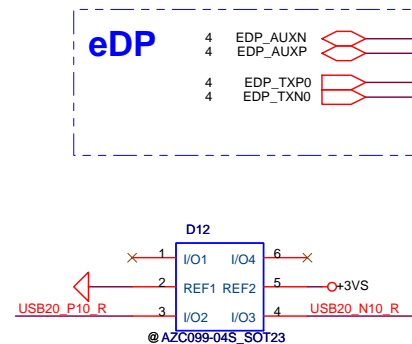 eDP
4 EDP_AUXN
4 EDP_AUXP
4 EDP_TXP0
4 EDP_TXN0
D12
1 I/O1 I/O4 6
2 REF1 REF2 5 +3VS
USB20_P10_R 3 I/O2 I/O3 4 USB20_N10_R
@ AZC099-04S_SOT23